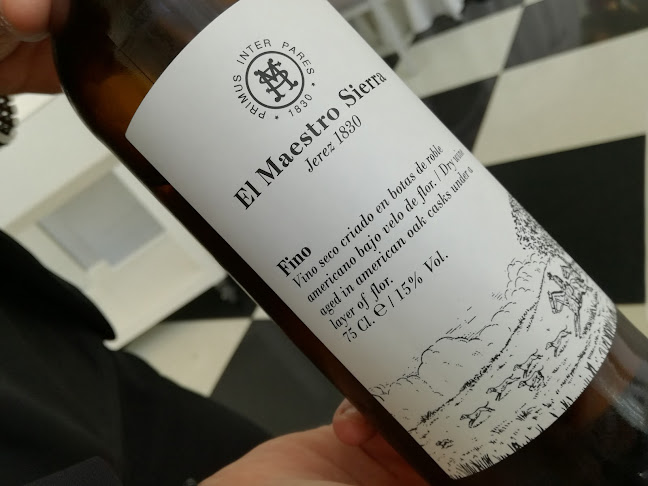 PRIMUS INTER PARES
1830
El Maestro Sierra
Jerez 1830
Fino
Vino seco criado en botas de roble
americano bajo velo de flor. / Dry wine
aged in american oak casks under a
layer of flor.
75 Cl. e / 15% Vol.